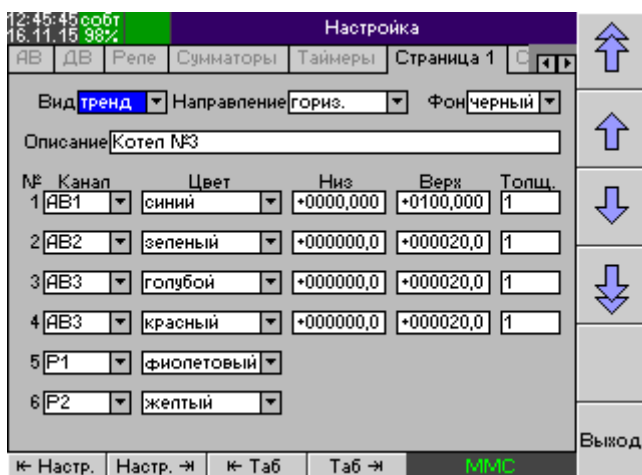 12:45:45 собт
16.11.15 98%
Настройка
АВ ДВ Реле Сумматоры Таймеры Страница 1 С
Вид тренд Направление гориз. Фон черный
Описание Котел №3
№ Канал Цвет Низ Верх Толщ.
1 АВ1 синий +0000,000 +0100,000 1
2 АВ2 зеленый +000000,0 +000020,0 1
3 АВ3 голубой +000000,0 +000020,0 1
4 АВ3 красный +000000,0 +000020,0 1
5 Р1 фиолетовый
6 Р2 желтый
Выход
Настр. Настр. Таб Таб ММС